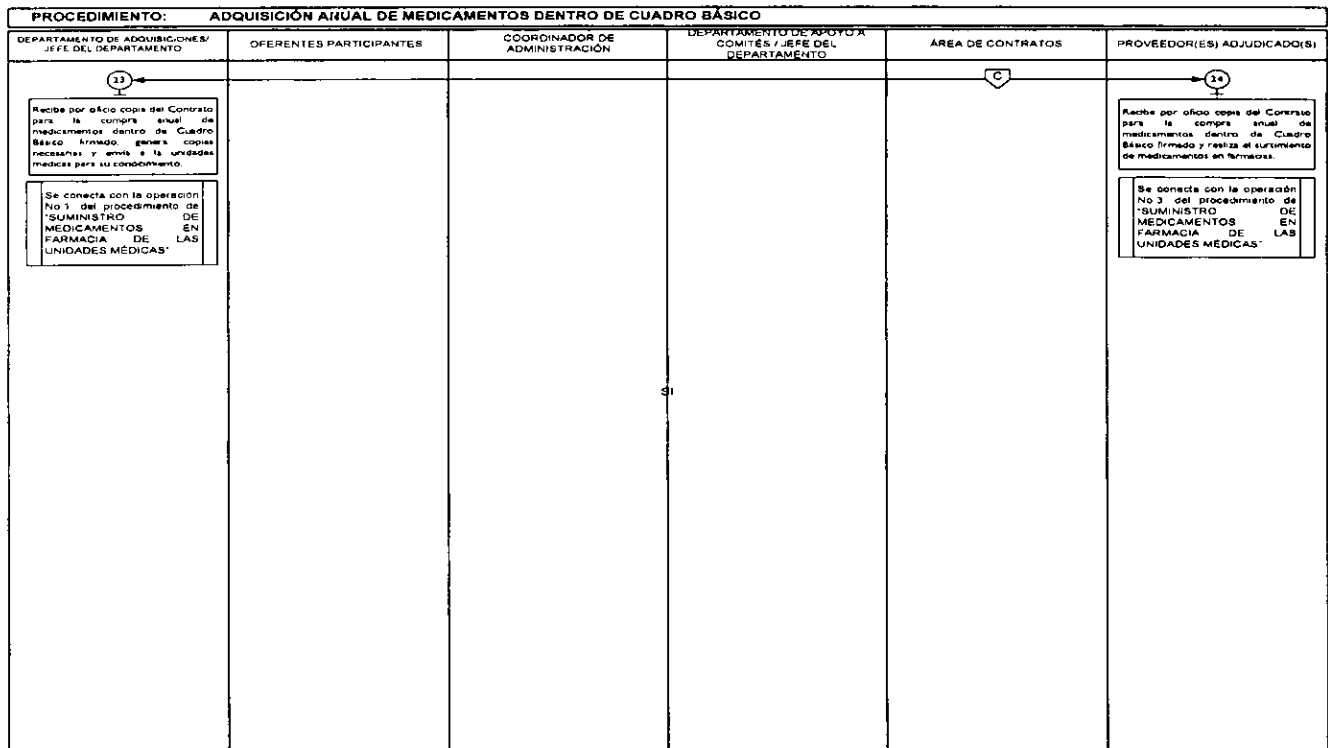 PROCEDIMIENTO: ADQUISICIÓN ANUAL DE MEDICAMENTOS DENTRO DE CUADRO BÁSICO
DEPARTAMENTO DE ADQUISICIONES/
JEFE DEL DEPARTAMENTO
OFERENTES PARTICIPANTES
COORDINADOR DE
ADMINISTRACIÓN
DEPARTAMENTO DE APOYO A
COMITÉS / JEFE DEL
DEPARTAMENTO
ÁREA DE CONTRATOS
PROVEEDOR(ES) ADJUDICADO(S)
23
C
24
Recibe por oficio copia del Contrato
para la compra anual de
medicamentos dentro de Cuadro
Básico firmado, genera copias
necesarias y envía a la unidades
médicas para su conocimiento.
Se conecta con la operación
No.1 del procedimiento de
"SUMINISTRO DE
MEDICAMENTOS EN
FARMACIA DE LAS
UNIDADES MÉDICAS"
Recibe por oficio copia del Contrato
para la compra anual de
medicamentos dentro de Cuadro
Básico firmado y realiza el surtimiento
de medicamentos en farmacias.
Se conecta con la operación
No.3 del procedimiento de
"SUMINISTRO DE
MEDICAMENTOS EN
FARMACIA DE LAS
UNIDADES MÉDICAS"
SI